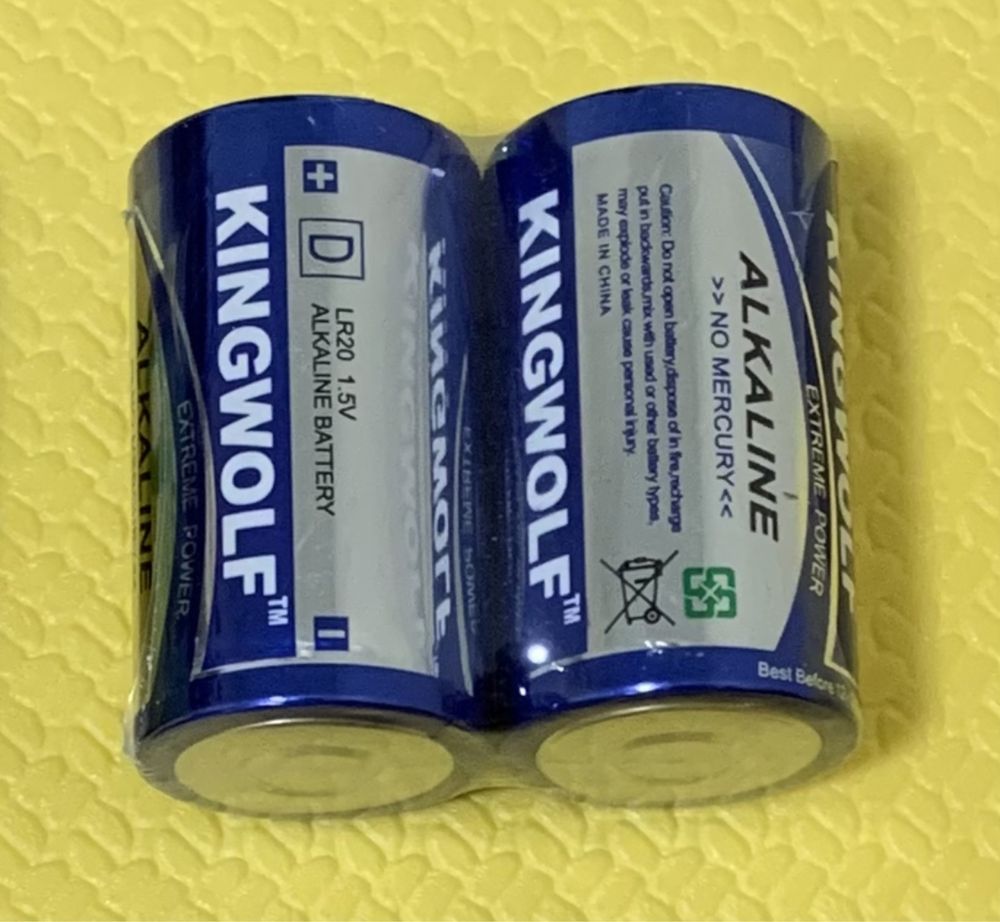 ALKALINE
EXTREME POWER
KINGWOLF™
+ D LR20 1.5V
ALKALINE BATTERY
-
KINGWOLF™
MADE IN CHINA
Caution: Do not open battery,dispose of in fire,recharge
put in backwards,mix with used or other battery types,
may explode or leak cause personal injury.
>> NO MERCURY<<
ALKALINE
EXTREME POWER
KINGWOLF
Best Before